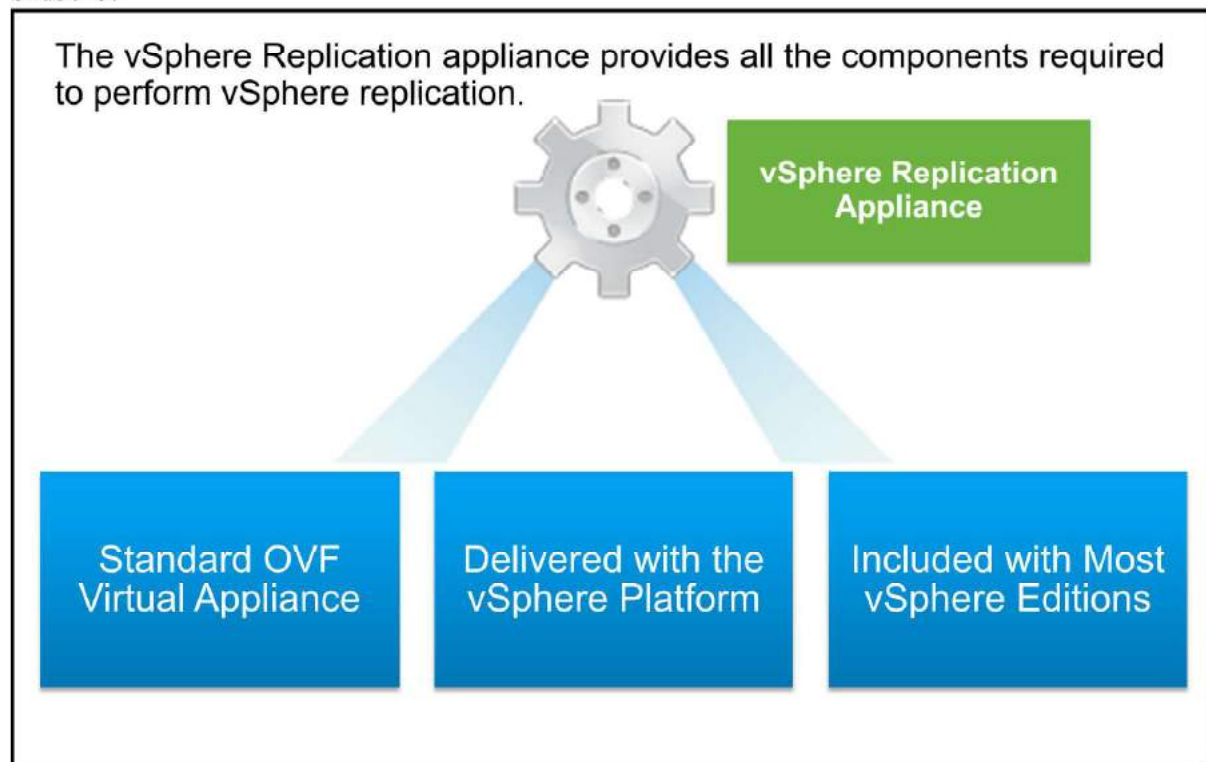 The vSphere Replication appliance provides all the components required
to perform vSphere replication.
vSphere Replication
Appliance
Standard OVF
Virtual Appliance
Delivered with the
vSphere Platform
Included with Most
vSphere Editions